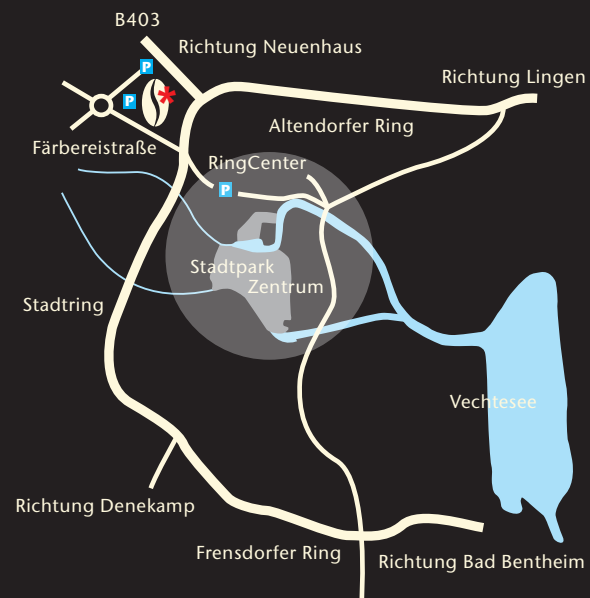 B403
Richtung Neuenhaus
P
Richtung Lingen
P
Altendorfer Ring
Färbereistraße
RingCenter
P
Stadtpark
Zentrum
Stadtring
Vechtesee
Richtung Denekamp
Frensdorfer Ring
Richtung Bad Bentheim